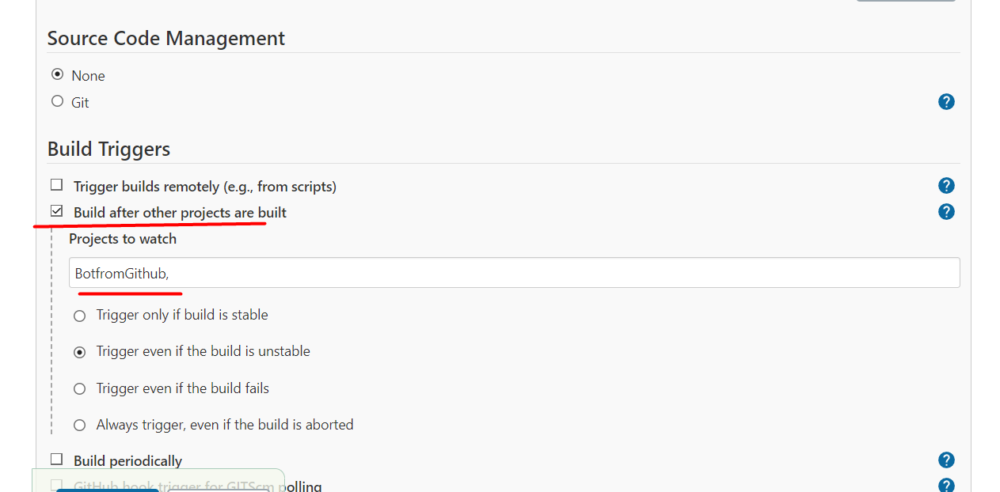 Source Code Management
None
Git
?
Build Triggers
Trigger builds remotely (e.g., from scripts)
?
Build after other projects are built
?
Projects to watch
BotfromGithub,
Trigger only if build is stable
Trigger even if the build is unstable
Trigger even if the build fails
Always trigger, even if the build is aborted
Build periodically
?
GitHub hook trigger for GITScm polling
?